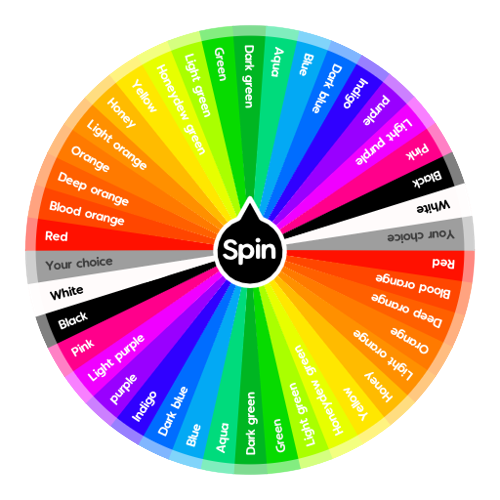 Dark green
Aqua
Blue
Dark blue
Indigo
purple
Light purple
Pink
Black
White
Your choice
Red
Blood orange
Deep orange
Orange
Light orange
Honey
Yellow
Honeydew green
Light green
Green
Dark green
Aqua
Blue
Dark blue
Indigo
purple
Light purple
Pink
Black
White
Your choice
Red
Blood orange
Deep orange
Orange
Light orange
Honey
Yellow
Honeydew green
Light green
Green
Spin